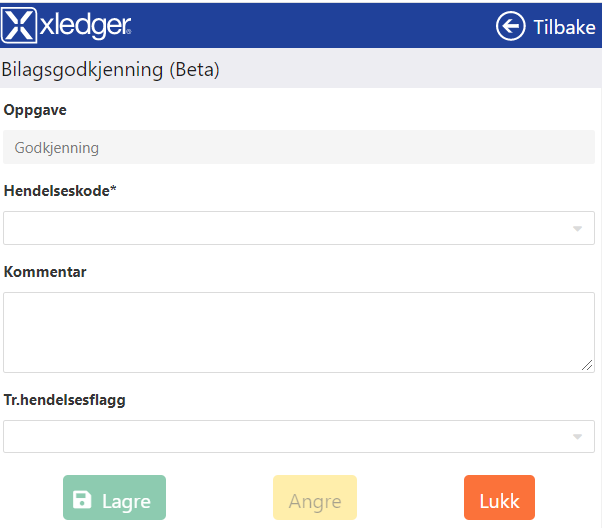 xledger®
Tilbake
Bilagsgodkjenning (Beta)
Oppgave
Godkjenning
Hendelseskode*
Kommentar
Tr.hendelsesflagg
Lagre
Angre
Lukk